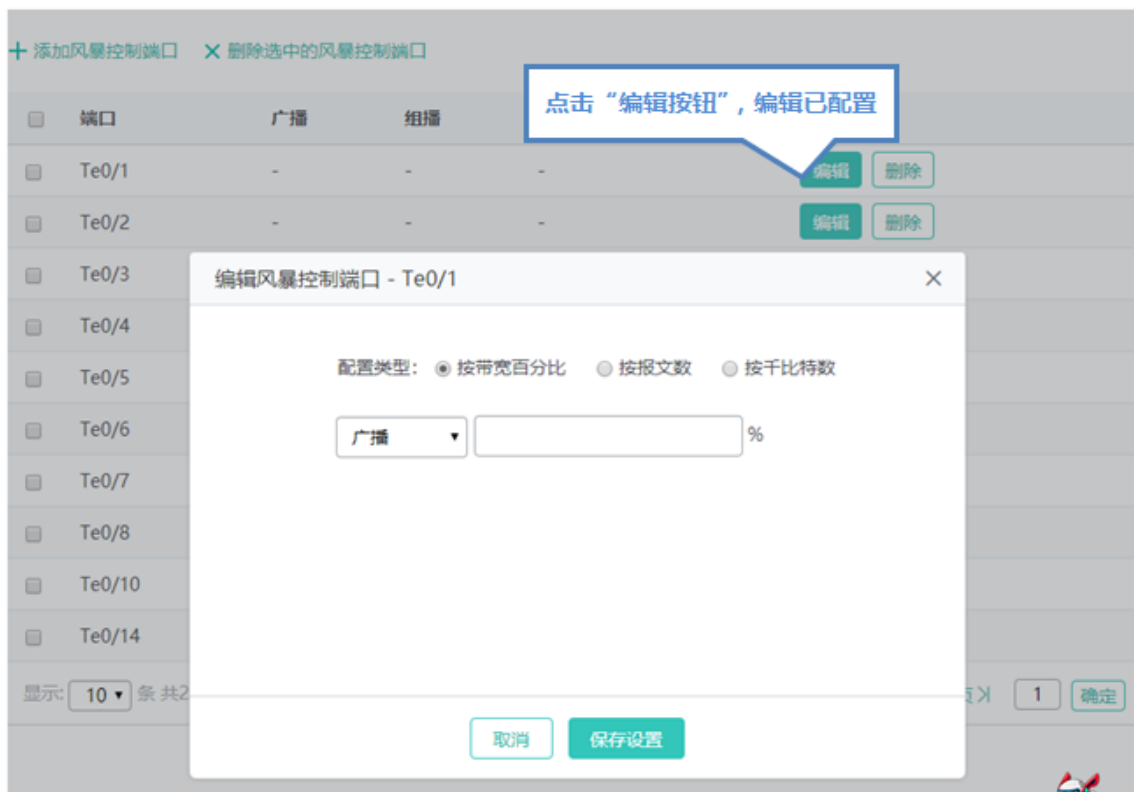 添加风暴控制端口 删除选中的风暴控制端口
点击“编辑按钮”，编辑已配置
端口 广播 组播
Te0/1 - - - 编辑 删除
Te0/2 - - - 编辑 删除
Te0/3
编辑风暴控制端口 - Te0/1
Te0/4
配置类型： 按带宽百分比 按报文数 按千比特数
Te0/5
Te0/6
广播 %
Te0/7
Te0/8
Te0/10
Te0/14
显示: 10 条 共2 1 确定
取消 保存设置